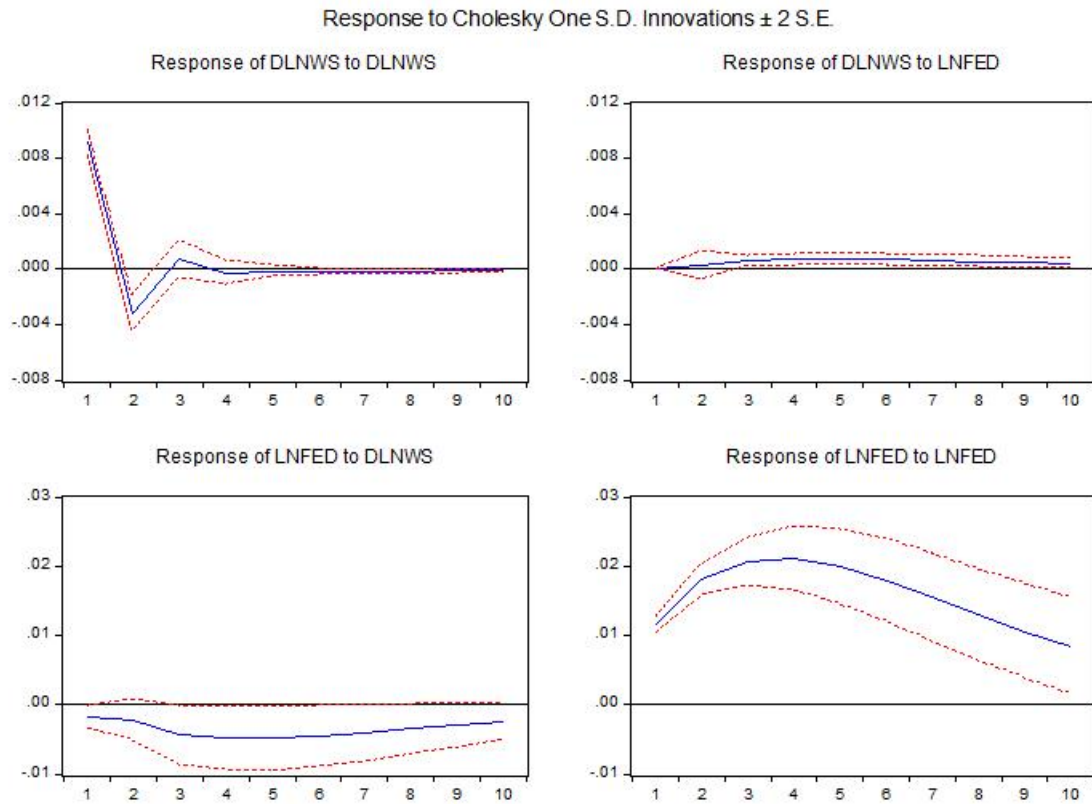 Response to Cholesky One S.D. Innovations ± 2 S.E.
Response of DLNWS to DLNWS
.012
.008
.004
.000
-.004
-.008
1 2 3 4 5 6 7 8 9 10
Response of DLNWS to LNFED
.012
.008
.004
.000
-.004
-.008
1 2 3 4 5 6 7 8 9 10
Response of LNFED to DLNWS
.03
.02
.01
.00
-.01
1 2 3 4 5 6 7 8 9 10
Response of LNFED to LNFED
.03
.02
.01
.00
-.01
1 2 3 4 5 6 7 8 9 10